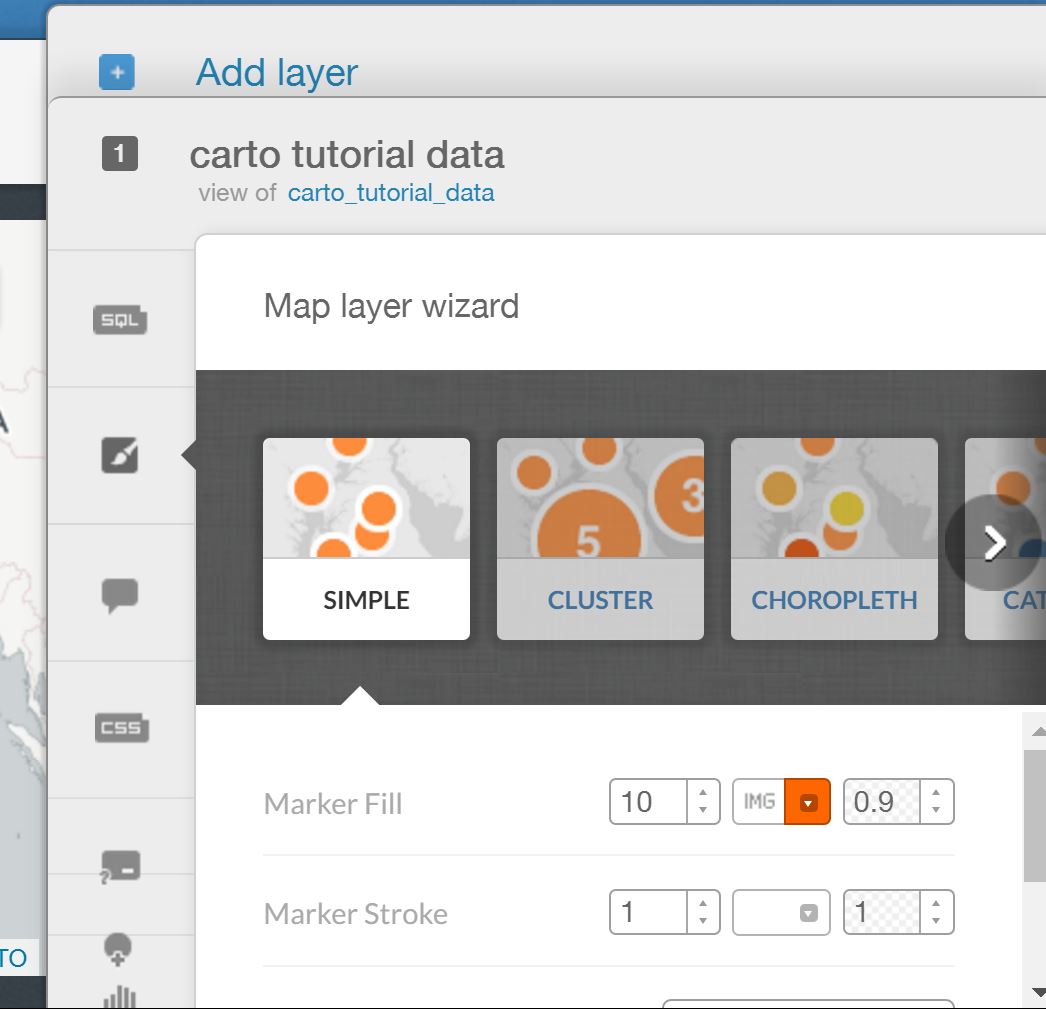 Add layer
1 carto tutorial data
view of carto_tutorial_data
SQL
Map layer wizard
5
3
SIMPLE
CLUSTER
CHOROPLETH
CAT
CSS
Marker Fill
10
IMG
0.9
Marker Stroke
1
1
TO